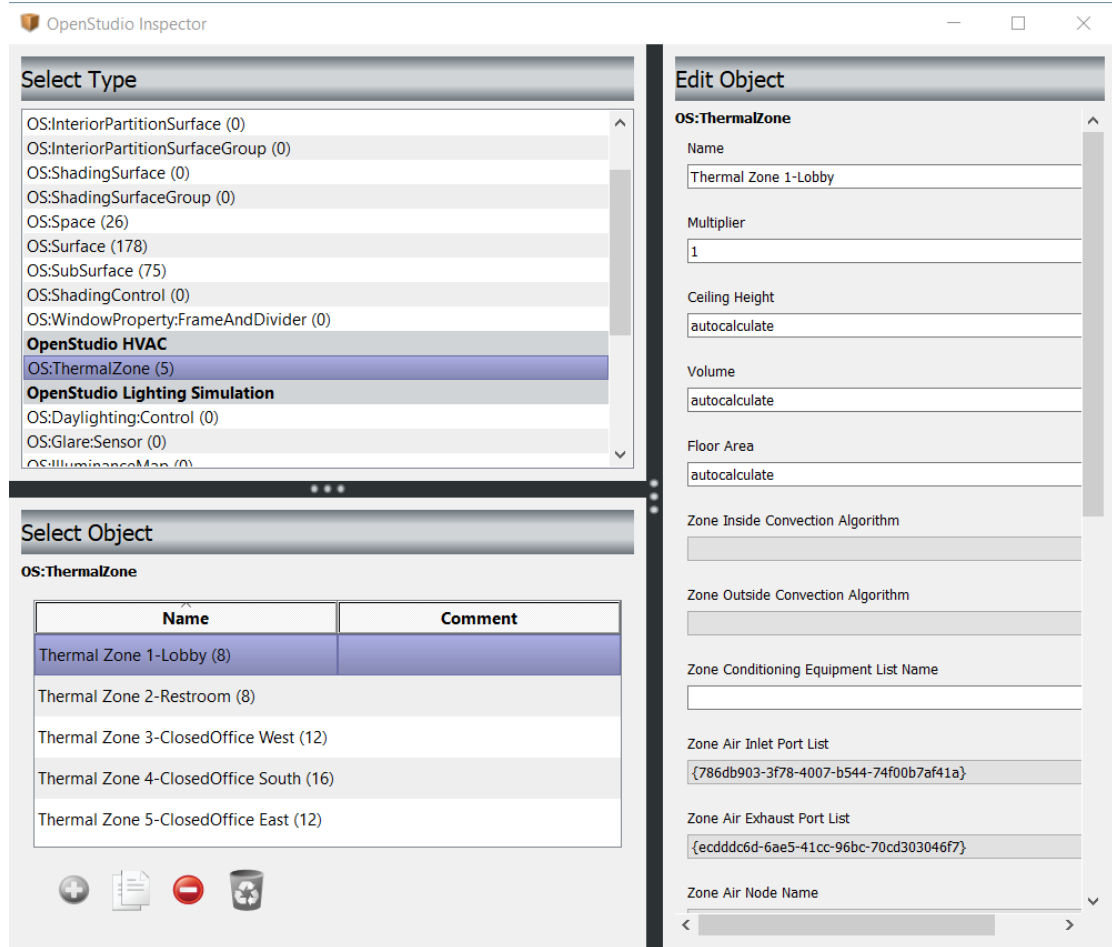 OpenStudio Inspector
Select Type
OS:InteriorPartitionSurface (0)
OS:InteriorPartitionSurfaceGroup (0)
OS:ShadingSurface (0)
OS:ShadingSurfaceGroup (0)
OS:Space (26)
OS:Surface (178)
OS:SubSurface (75)
OS:ShadingControl (0)
OS:WindowProperty:FrameAndDivider (0)
OpenStudio HVAC
OS:ThermalZone (5)
OpenStudio Lighting Simulation
OS:Daylighting:Control (0)
OS:Glare:Sensor (0)
OS:IlluminanceMap (0)
Select Object
OS:ThermalZone
Name Comment
Thermal Zone 1-Lobby (8)
Thermal Zone 2-Restroom (8)
Thermal Zone 3-ClosedOffice West (12)
Thermal Zone 4-ClosedOffice South (16)
Thermal Zone 5-ClosedOffice East (12)
Edit Object
OS:ThermalZone
Name
Thermal Zone 1-Lobby
Multiplier
1
Ceiling Height
autocalculate
Volume
autocalculate
Floor Area
autocalculate
Zone Inside Convection Algorithm
Zone Outside Convection Algorithm
Zone Conditioning Equipment List Name
Zone Air Inlet Port List
{786db903-3f78-4007-b544-74f00b7af41a}
Zone Air Exhaust Port List
{ecdddc6d-6ae5-41cc-96bc-70cd303046f7}
Zone Air Node Name